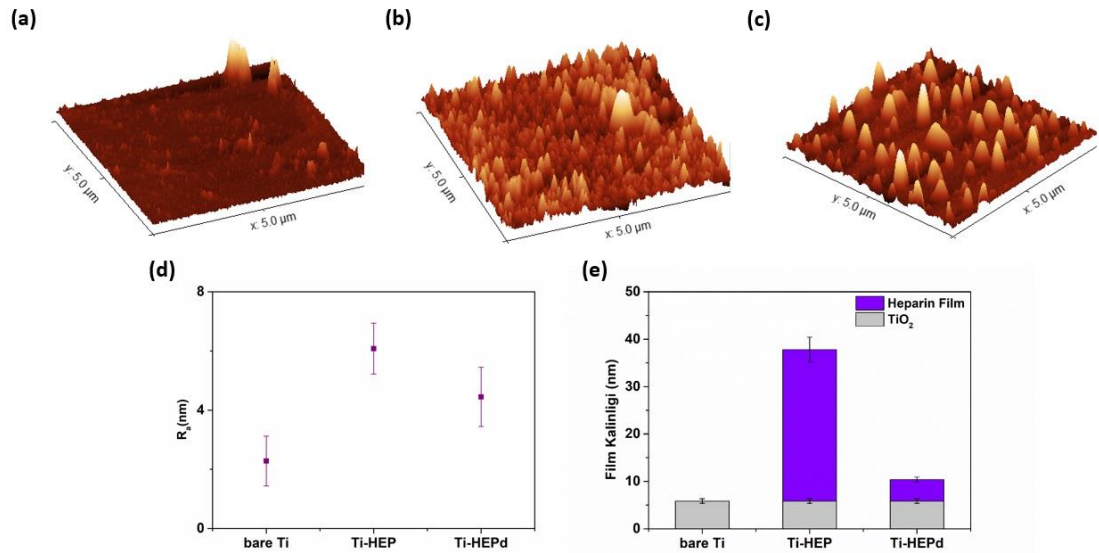 (a)
(b)
(c)
y: 5.0 µm
x: 5.0 µm
y: 5.0 µm
x: 5.0 µm
y: 5.0 µm
x: 5.0 µm
(d)
(e)
8
4
0
Rₐ(nm)
bare Ti
Ti-HEP
Ti-HEPd
50
40
30
20
10
0
Film Kalinligi (nm)
Heparin Film
TiO₂
bare Ti
Ti-HEP
Ti-HEPd